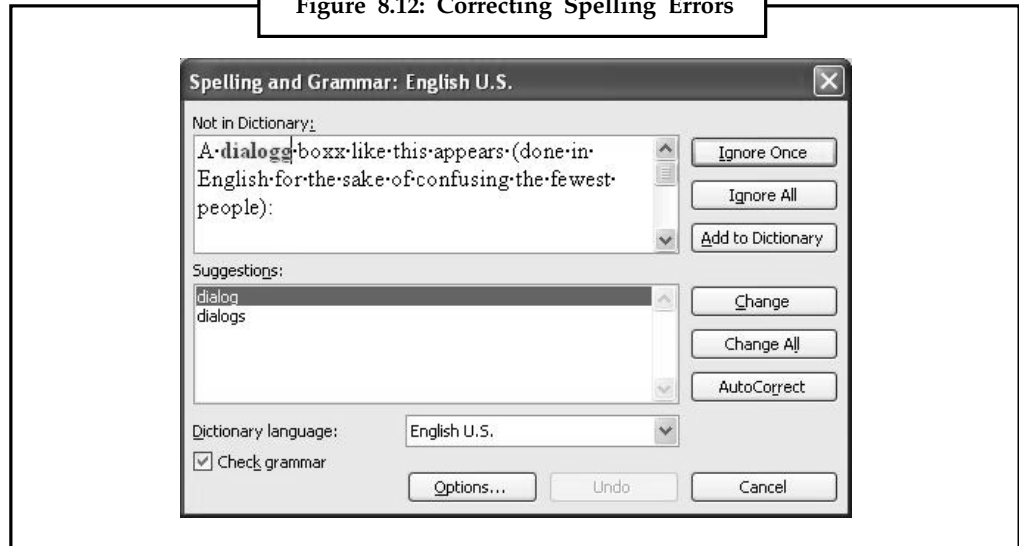 Figure 8.12: Correcting Spelling Errors
Spelling and Grammar: English U.S.
Not in Dictionary:
A·dialogg·boxx·like·this·appears·(done·in·
English·for·the·sake·of·confusing·the·fewest·
people):
Ignore Once
Ignore All
Add to Dictionary
Suggestions:
dialog
dialogs
Change
Change All
AutoCorrect
Dictionary language:
English U.S.
Check grammar
Options...
Undo
Cancel